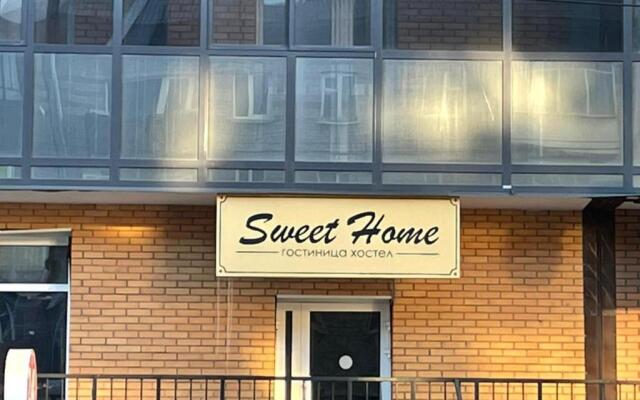 Sweet Home
гостиница хостел